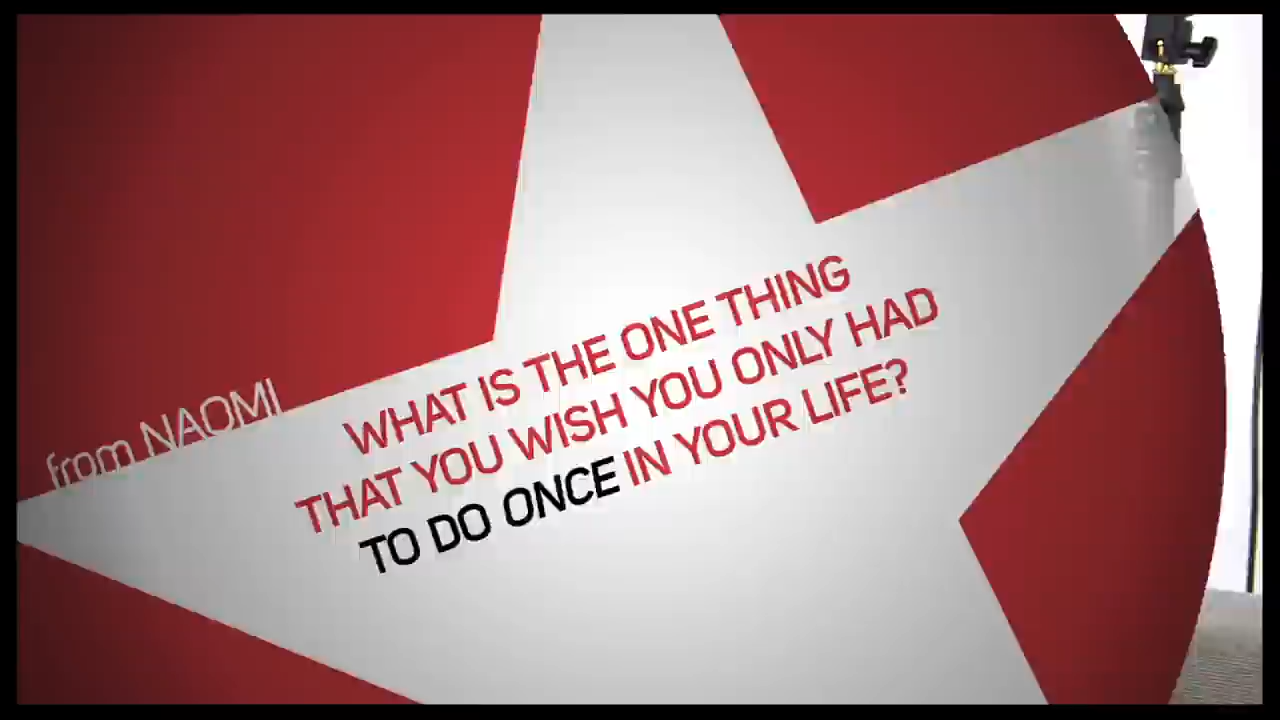 from NAOMI
WHAT IS THE ONE THING
THAT YOU WISH YOU ONLY HAD
TO DO ONCE IN YOUR LIFE?